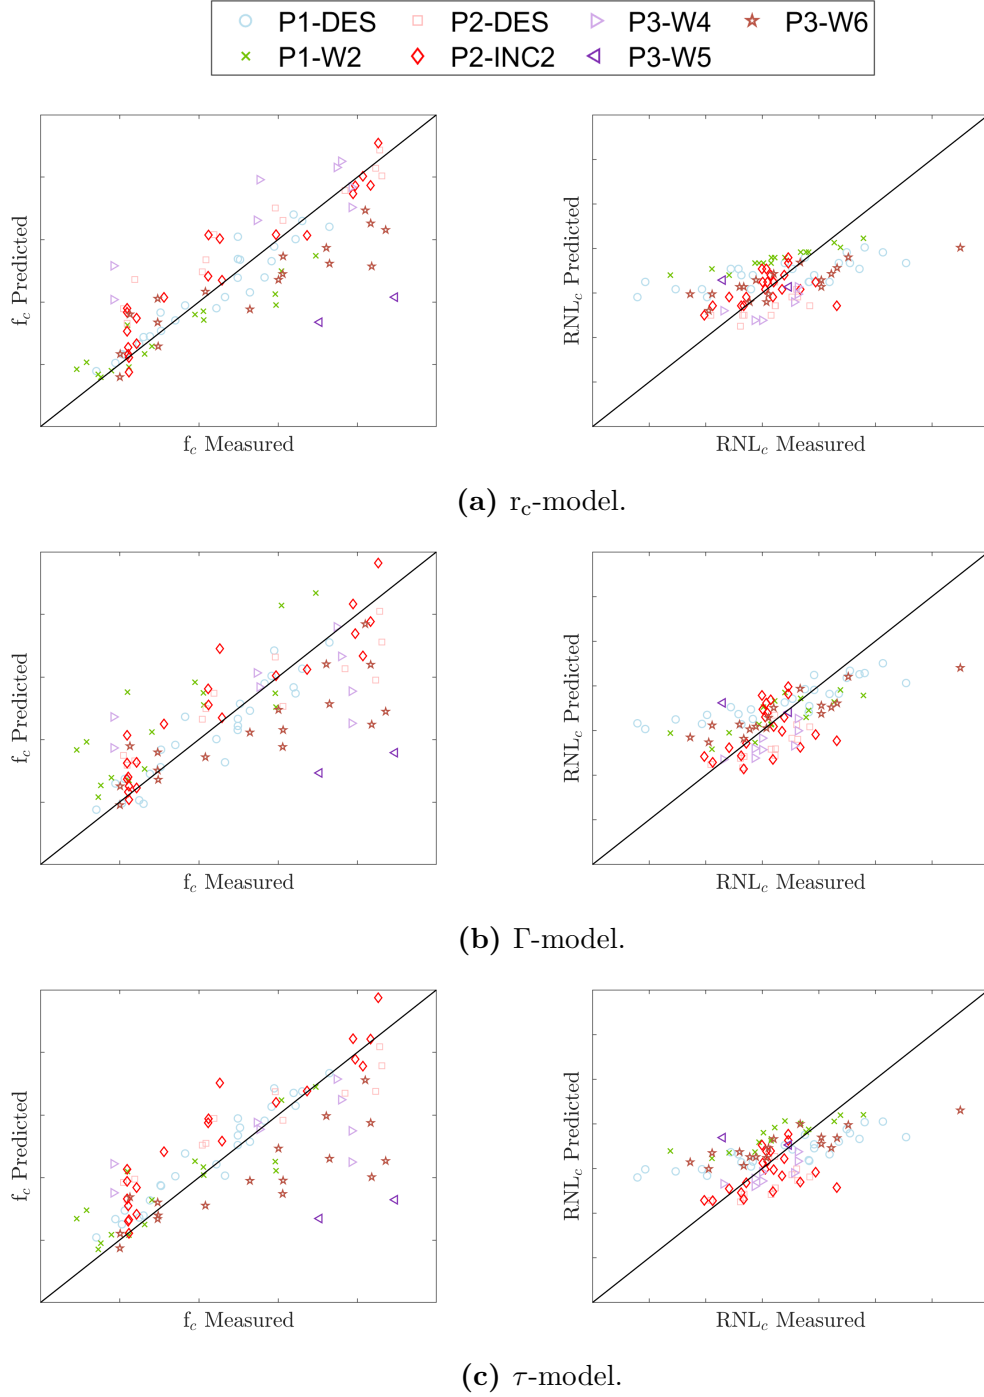 P1-DES P2-DES P3-W4 P3-W6
P1-W2 P2-INC2 P3-W5
f_c Predicted
f_c Measured
RNL_c Predicted
RNL_c Measured
(a) r_c-model.
f_c Predicted
f_c Measured
RNL_c Predicted
RNL_c Measured
(b) Γ-model.
f_c Predicted
f_c Measured
RNL_c Predicted
RNL_c Measured
(c) τ-model.